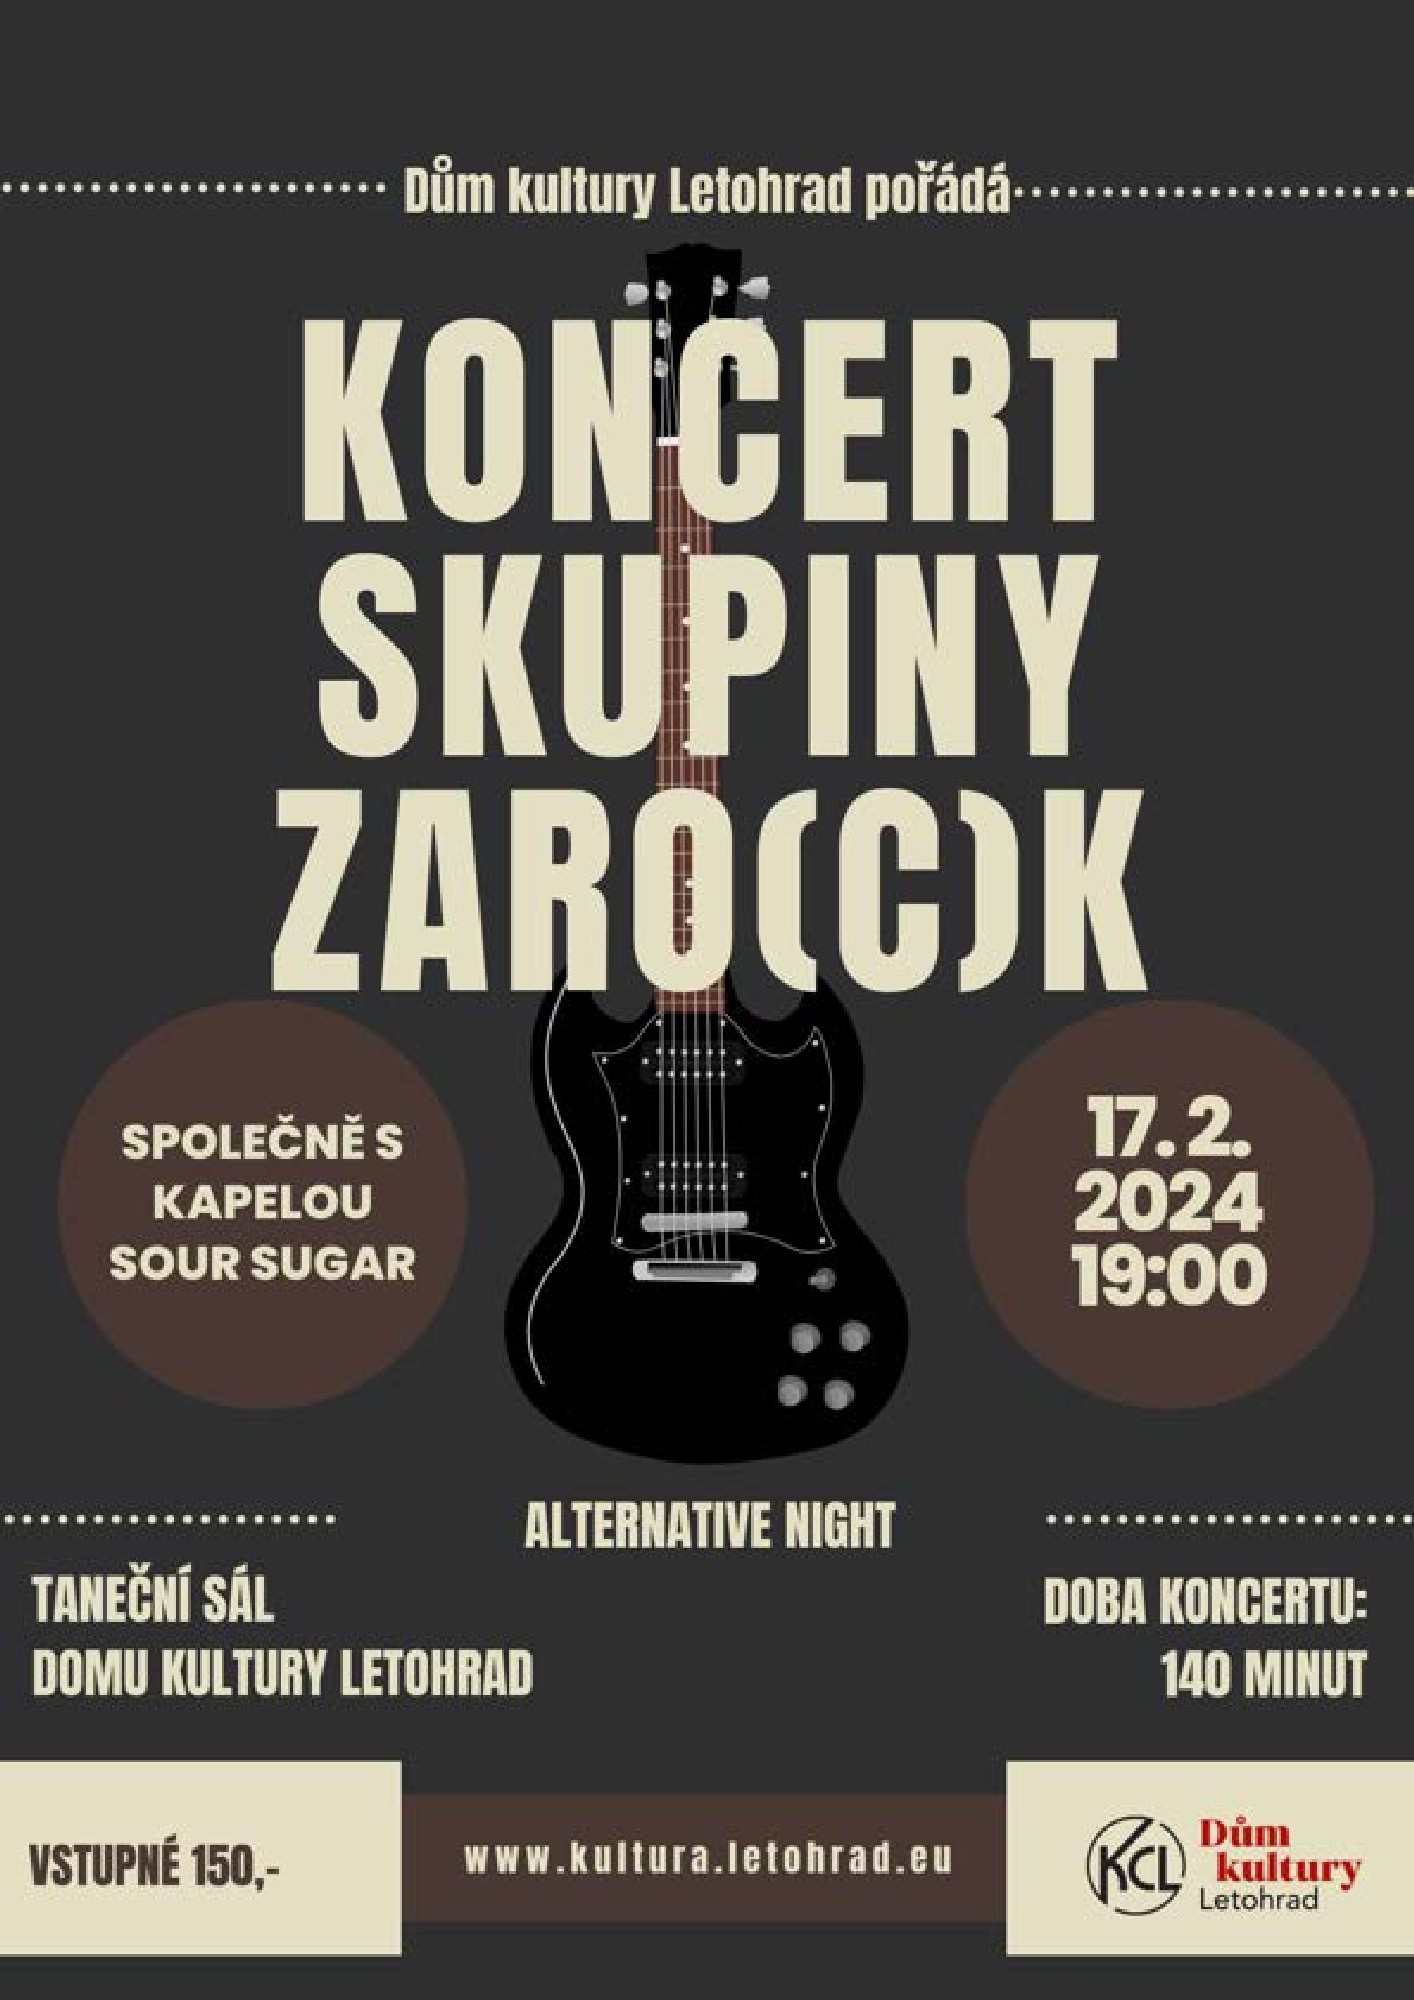 Dům kultury Letohrad pořádá
KONCERT
SKUPINY
ZARO(C)K
SPOLEČNĚ S
KAPELOU
SOUR SUGAR
17. 2.
2024
19:00
ALTERNATIVE NIGHT
TANEČNÍ SÁL
DOMU KULTURY LETOHRAD
DOBA KONCERTU:
140 MINUT
VSTUPNÉ 150,-
www.kultura.letohrad.eu
KCL
Dům
kultury
Letohrad